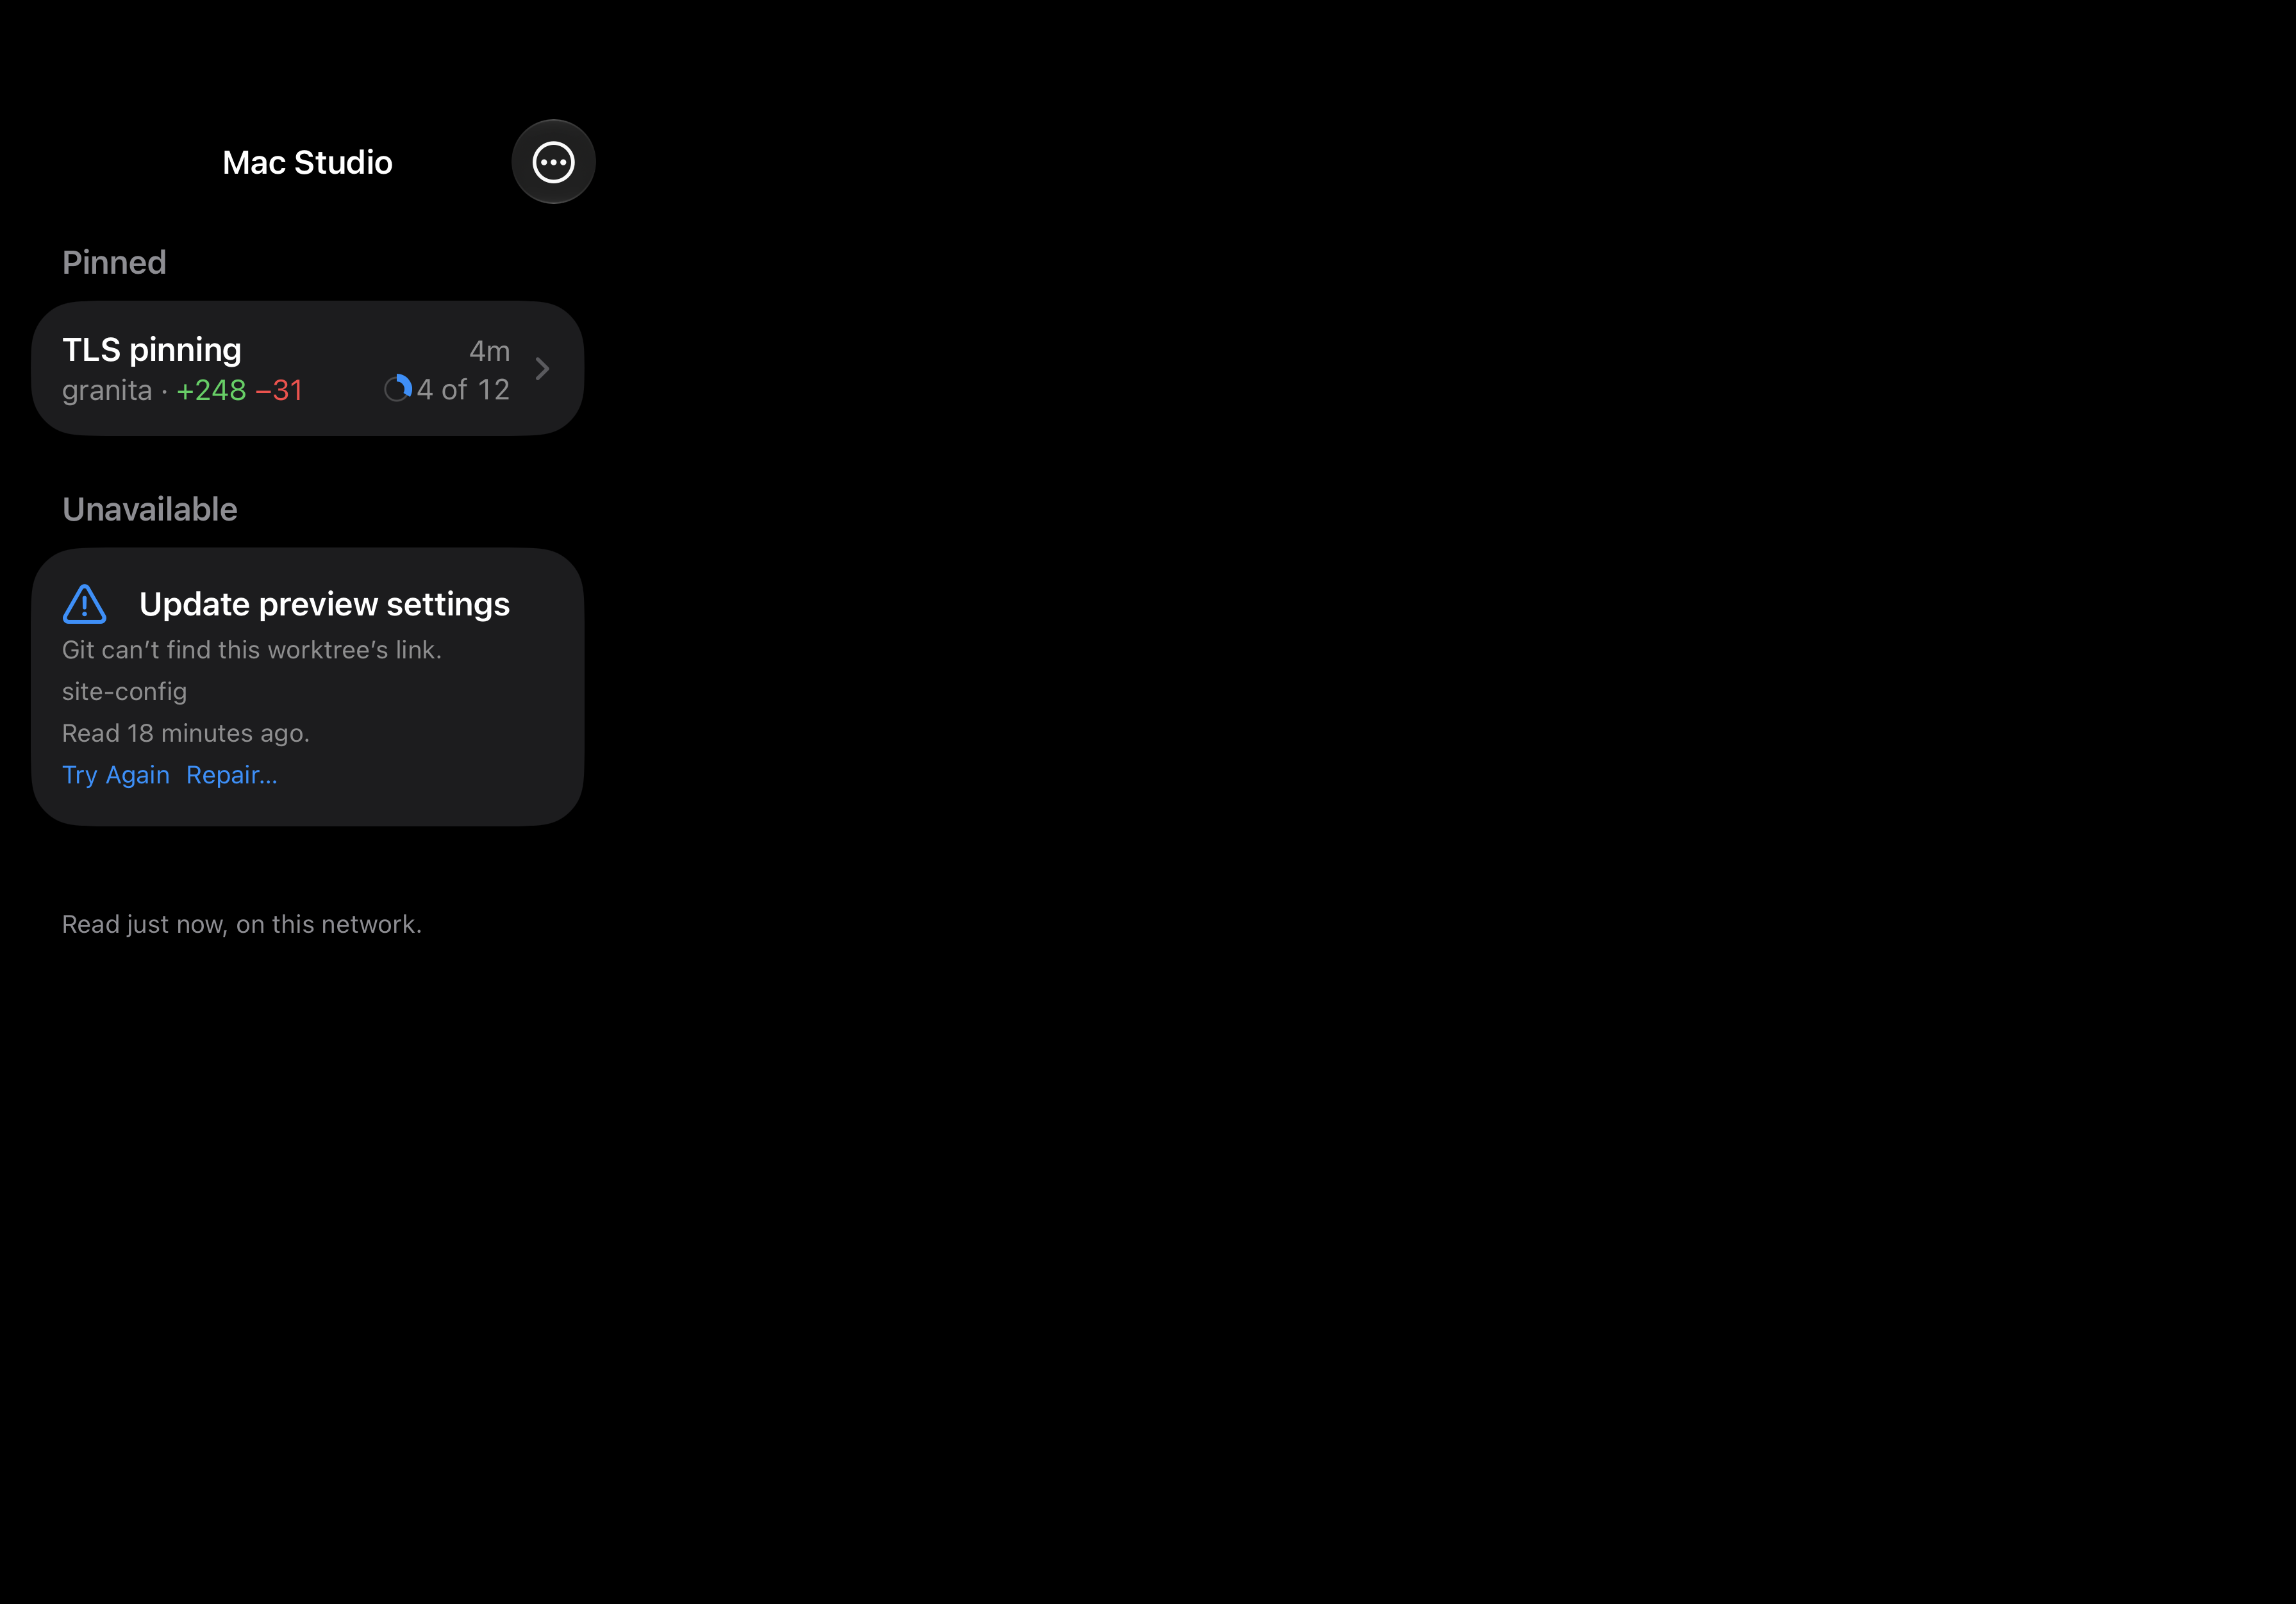 Mac Studio
Pinned
TLS pinning 4m
granita · +248 −31 4 of 12
Unavailable
Update preview settings
Git can’t find this worktree’s link.
site-config
Read 18 minutes ago.
Try Again Repair…
Read just now, on this network.